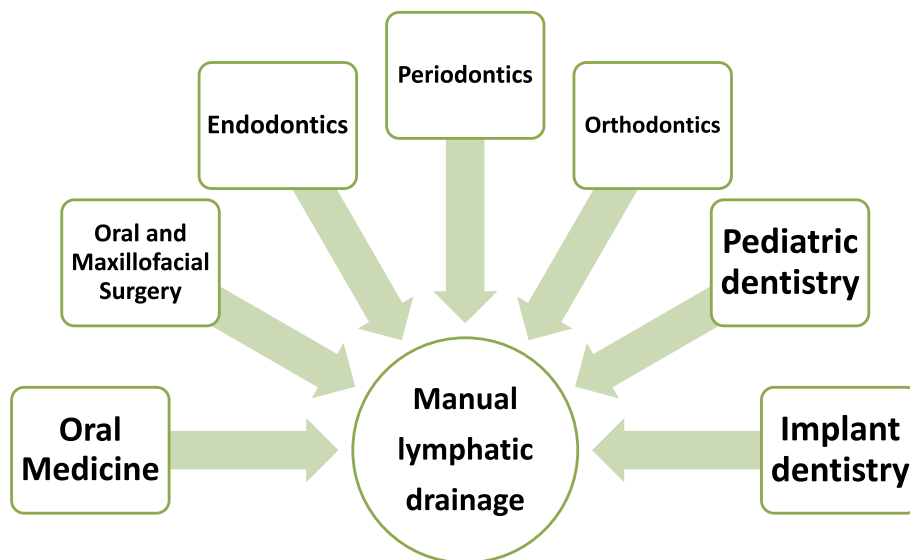 Periodontics
Endodontics
Orthodontics
Oral and
Maxillofacial
Surgery
Pediatric
dentistry
Oral
Medicine
Manual
lymphatic
drainage
Implant
dentistry